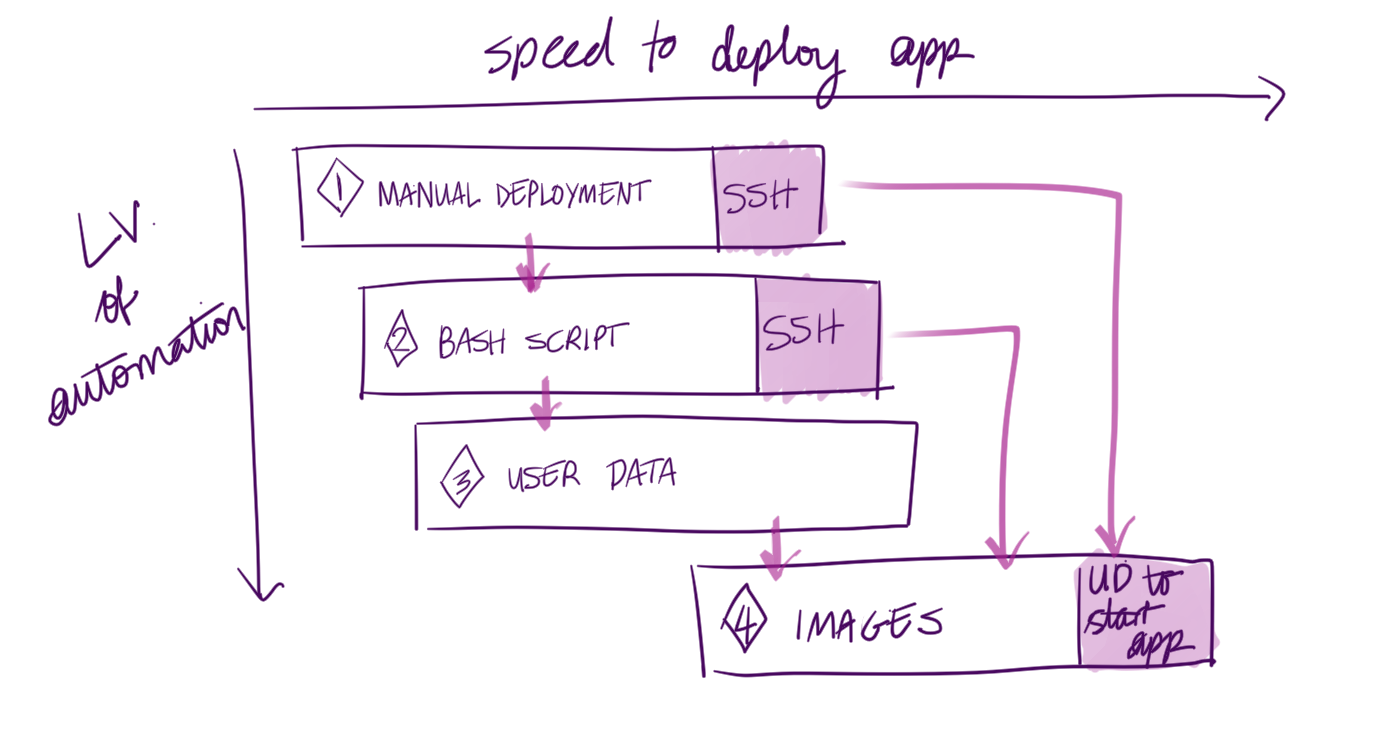 speed to deploy app
LV.
of
automation
1 MANUAL DEPLOYMENT SSH
2 BASH SCRIPT SSH
3 USER DATA
4 IMAGES
UD to
start
app